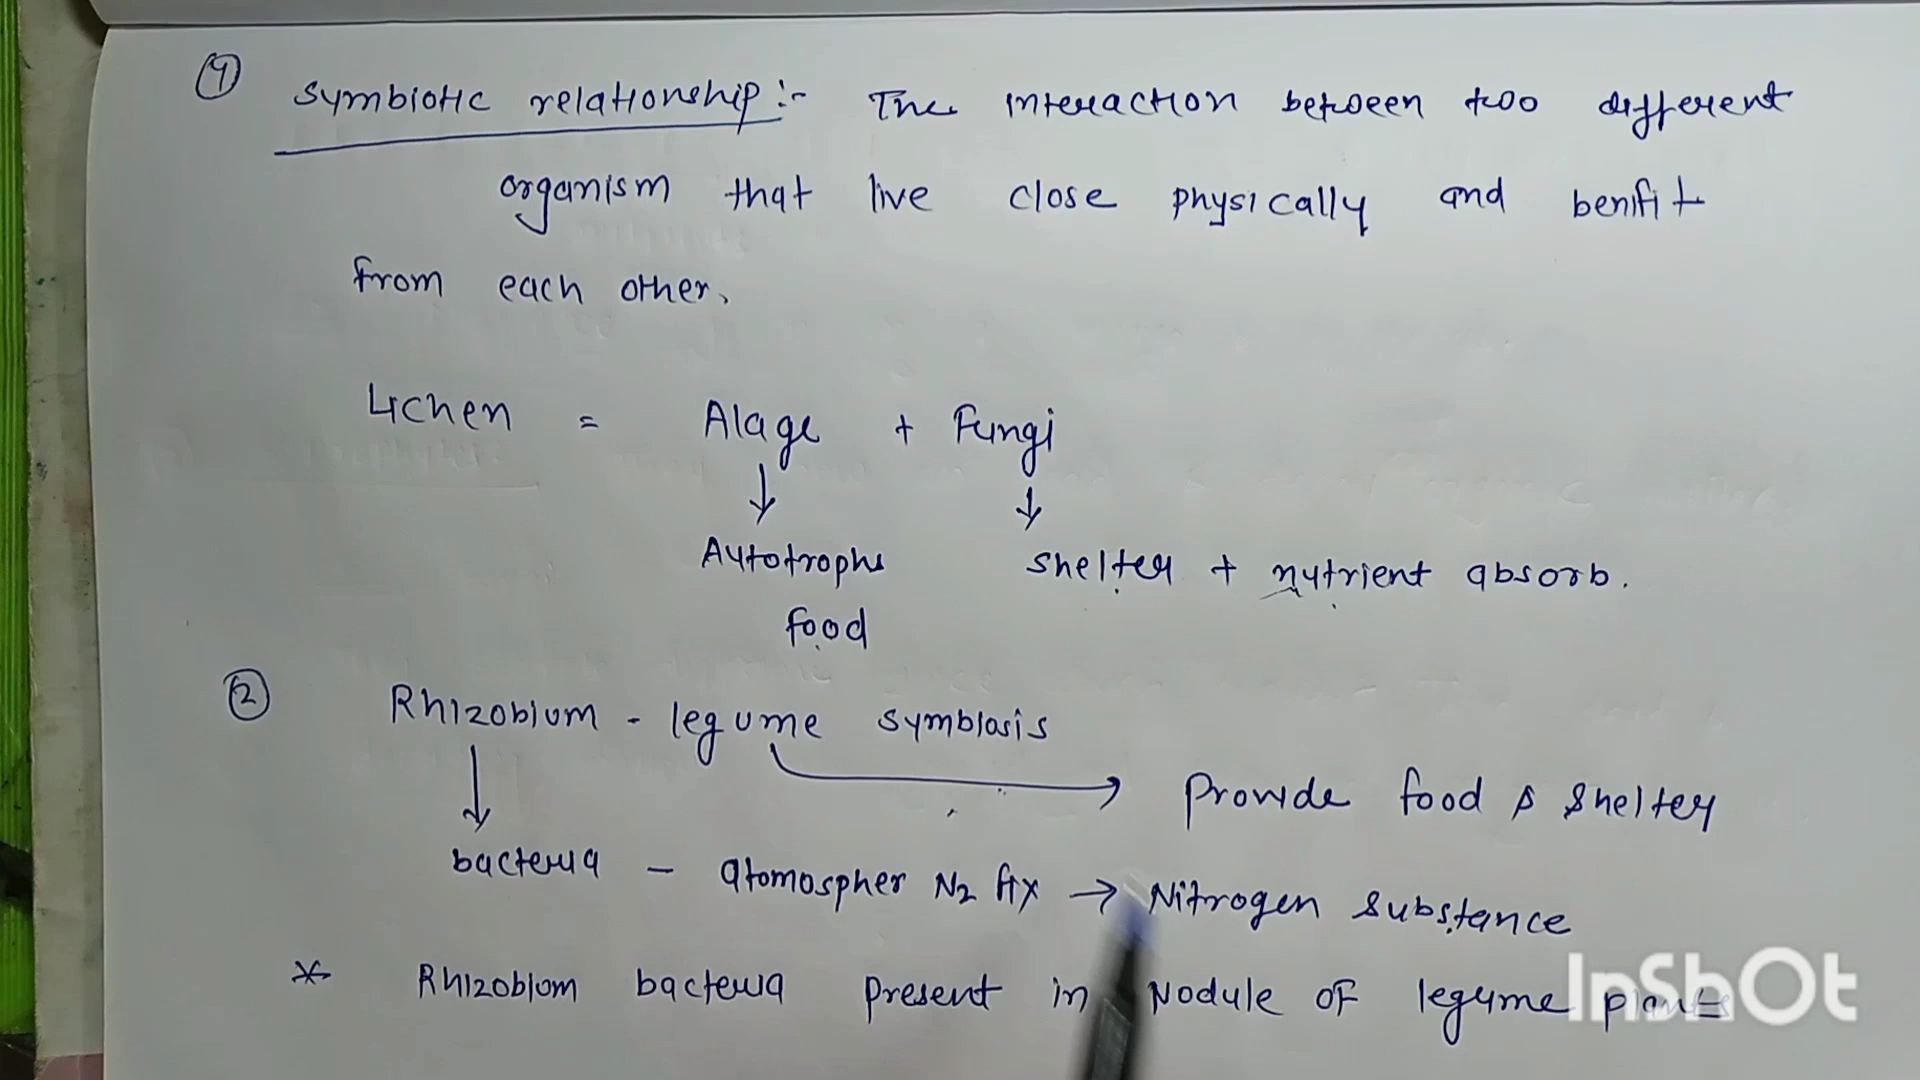 ① Symbiotic relationship :- The interaction between two different
organism that live close physically and benifit
from each other.
Lichen = Alage + Fungi
↓ ↓
Autotrophs shelter + nutrient absorb.
food
② Rhizobium - legume symbiosis
Provide food & shelter
bacteria - atomospher N2 fix → Nitrogen substance
* Rhizobiom bacteria present in Nodule of legume plants
InShOt